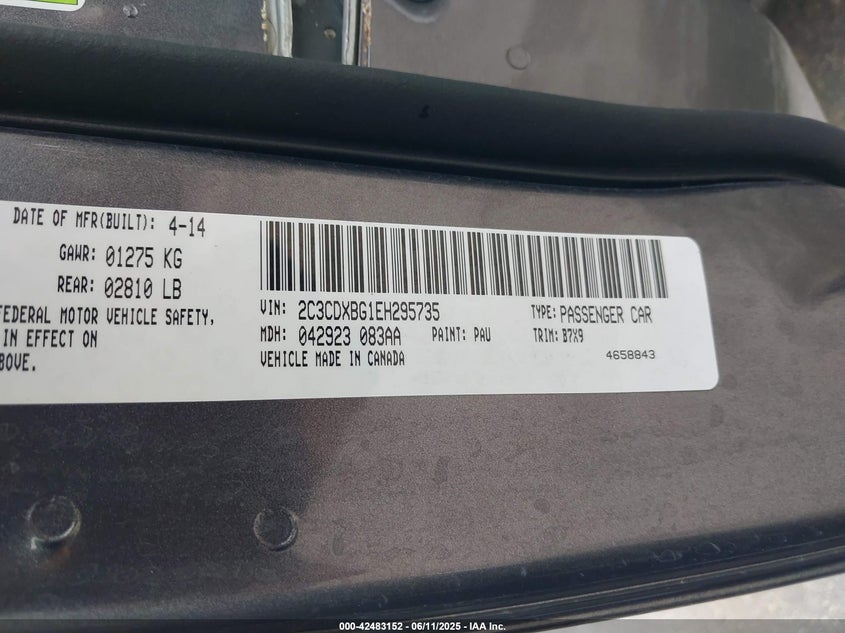 DATE OF MFR(BUILT): 4-14
GAWR: 01275 KG
REAR: 02810 LB
FEDERAL MOTOR VEHICLE SAFETY,
IN EFFECT ON
BOVE.
VIN: 2C3CDXBG1EH295735 TYPE: PASSENGER CAR
MDH: 042923 083AA PAINT: PAU TRIM: B7X9
VEHICLE MADE IN CANADA 4658843
000-42483152 - 06/11/2025 - IAA Inc.